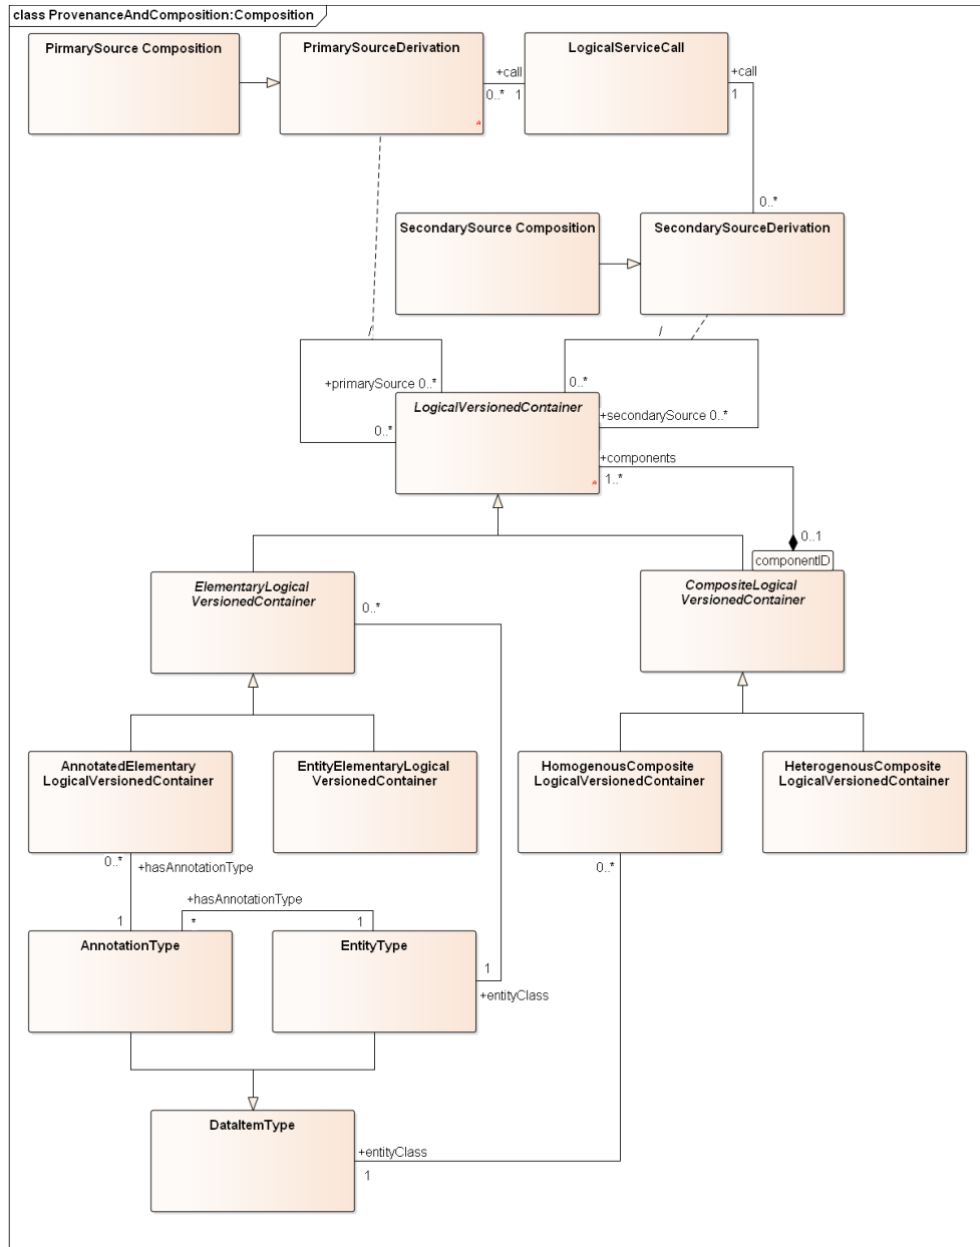 class ProvenanceAndComposition:Composition
PirmarySource Composition
PrimarySourceDerivation
LogicalServiceCall
+call
0..* 1
+call
1
0..*
SecondarySource Composition
SecondarySourceDerivation
/
/
+primarySource 0..*
0..*
LogicalVersionedContainer
+secondarySource 0..*
0..*
+components
1..*
0..1
componentID
ElementaryLogical
VersionedContainer
0..*
CompositeLogical
VersionedContainer
AnnotatedElementary
LogicalVersionedContainer
EntityElementaryLogical
VersionedContainer
HomogenousComposite
LogicalVersionedContainer
HeterogenousComposite
LogicalVersionedContainer
0..*
+hasAnnotationType
0..*
+hasAnnotationType
1
*
1
AnnotationType
EntityType
1
+entityClass
DataItemType
+entityClass
1